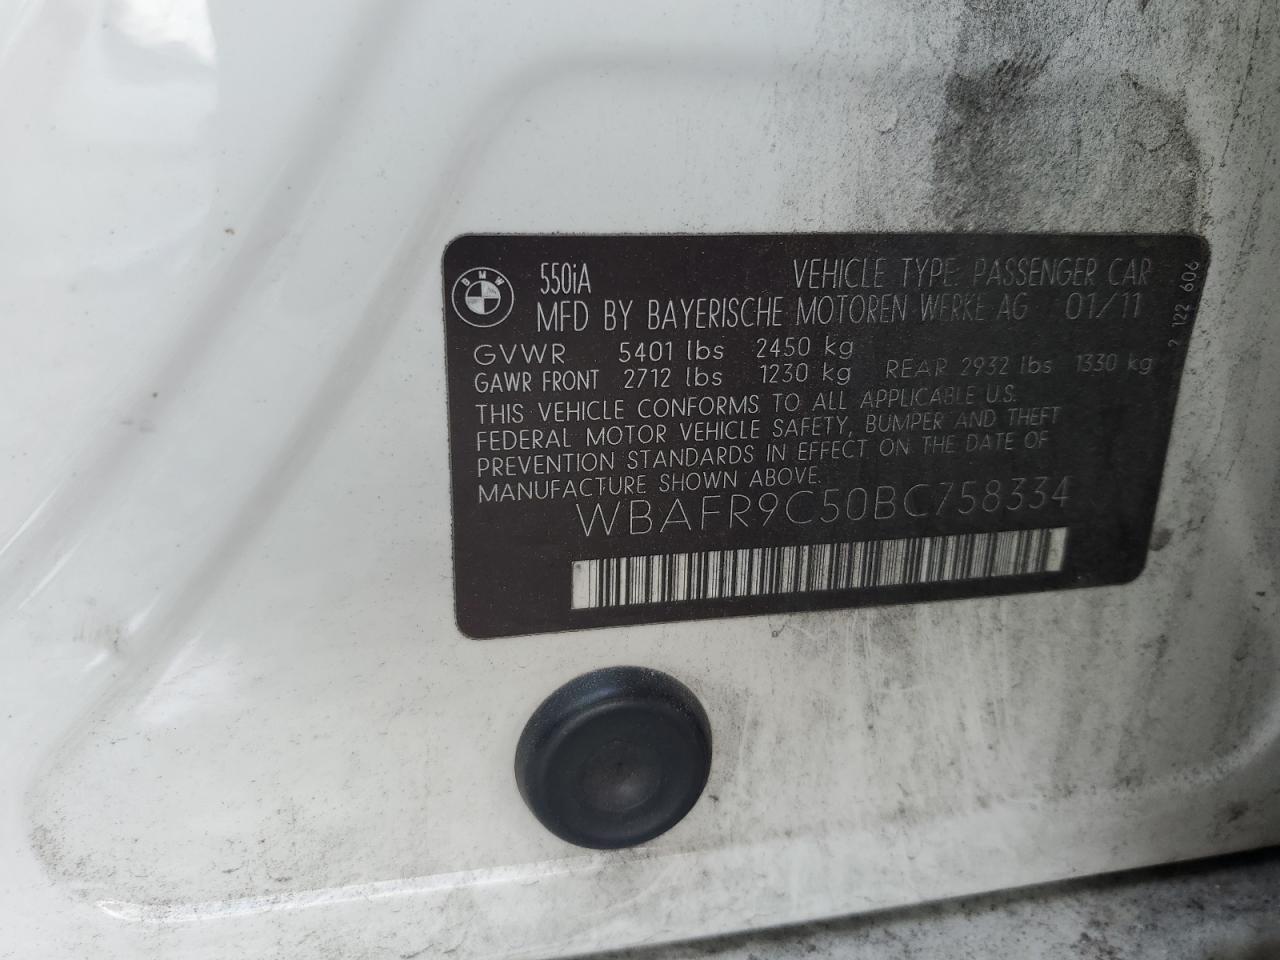 BMW
550iA VEHICLE TYPE: PASSENGER CAR
MFD BY BAYERISCHE MOTOREN WERKE AG 01/11
GVWR 5401 lbs 2450 kg
GAWR FRONT 2712 lbs 1230 kg REAR 2932 lbs 1330 kg
THIS VEHICLE CONFORMS TO ALL APPLICABLE U.S.
FEDERAL MOTOR VEHICLE SAFETY, BUMPER AND THEFT
PREVENTION STANDARDS IN EFFECT ON THE DATE OF
MANUFACTURE SHOWN ABOVE.
WBAFR9C50BC758334
2 122 606